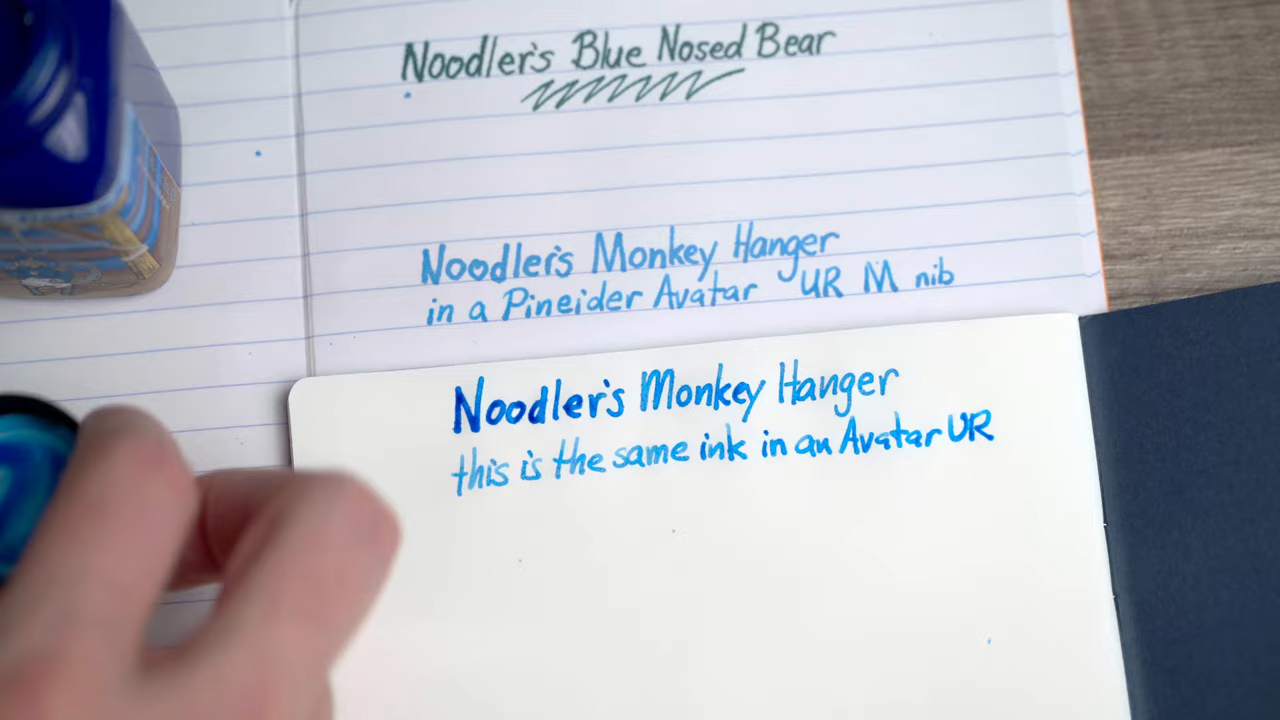 Noodler's Blue Nosed Bear
Noodler's Monkey Hanger
in a Pineider Avatar UR M nib
Noodler's Monkey Hanger
this is the same ink in an Avatar UR